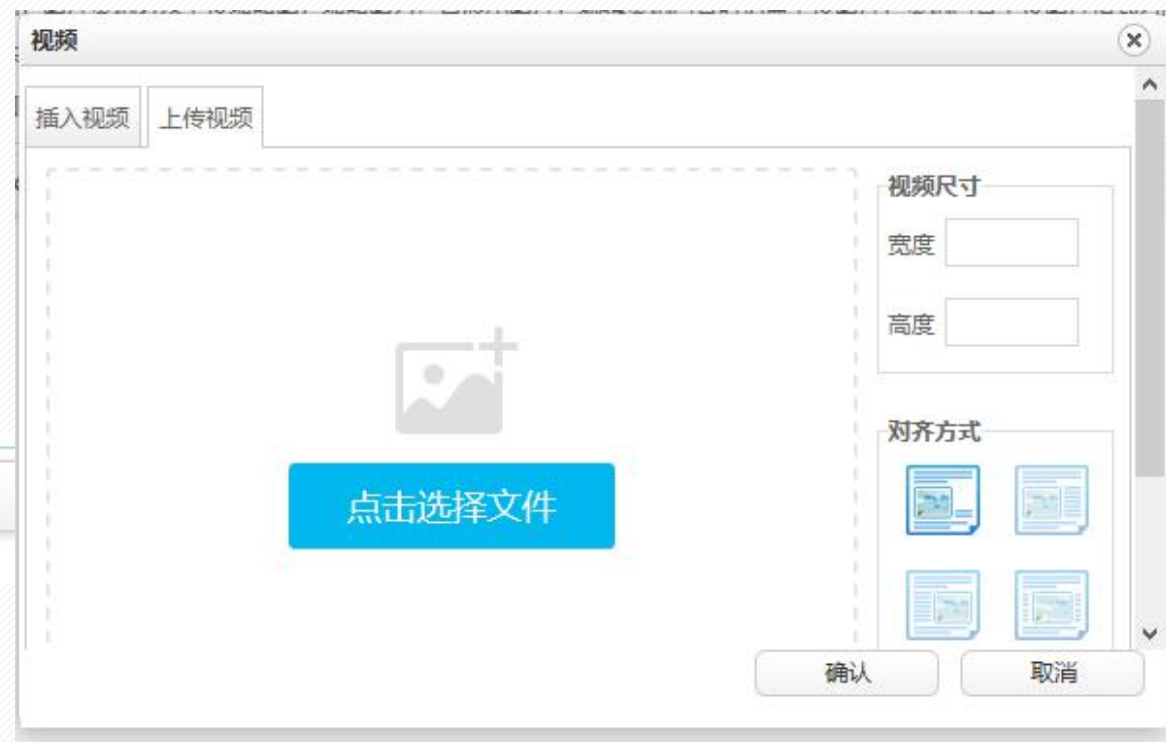 视频
插入视频 上传视频
视频尺寸
宽度
高度
对齐方式
点击选择文件
确认 取消